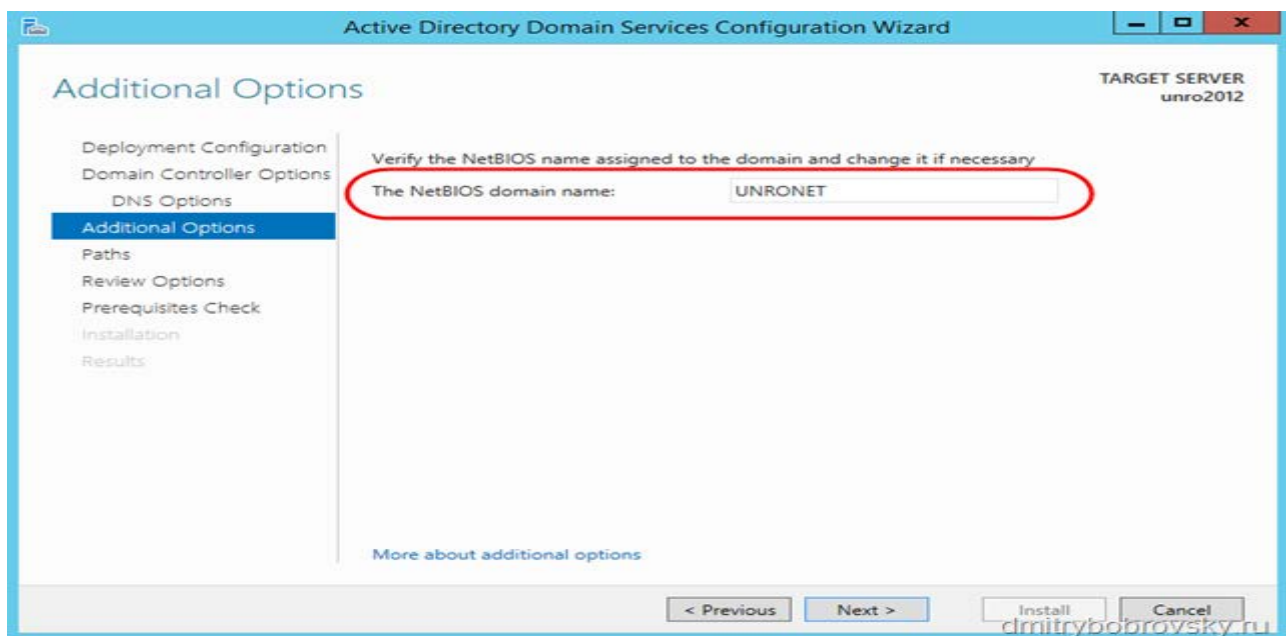 Active Directory Domain Services Configuration Wizard
Additional Options
TARGET SERVER
unro2012
Deployment Configuration
Domain Controller Options
DNS Options
Additional Options
Paths
Review Options
Prerequisites Check
Installation
Results
Verify the NetBIOS name assigned to the domain and change it if necessary
The NetBIOS domain name: UNRONET
More about additional options
< Previous Next > Install Cancel
dmitrybobrovsky.ru